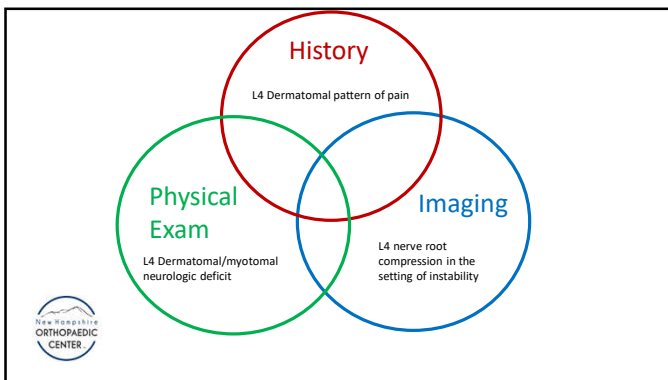 History
L4 Dermatomal pattern of pain
Physical
Exam
L4 Dermatomal/myotomal
neurologic deficit
Imaging
L4 nerve root
compression in the
setting of instability
New Hampshire
ORTHOPAEDIC
CENTER